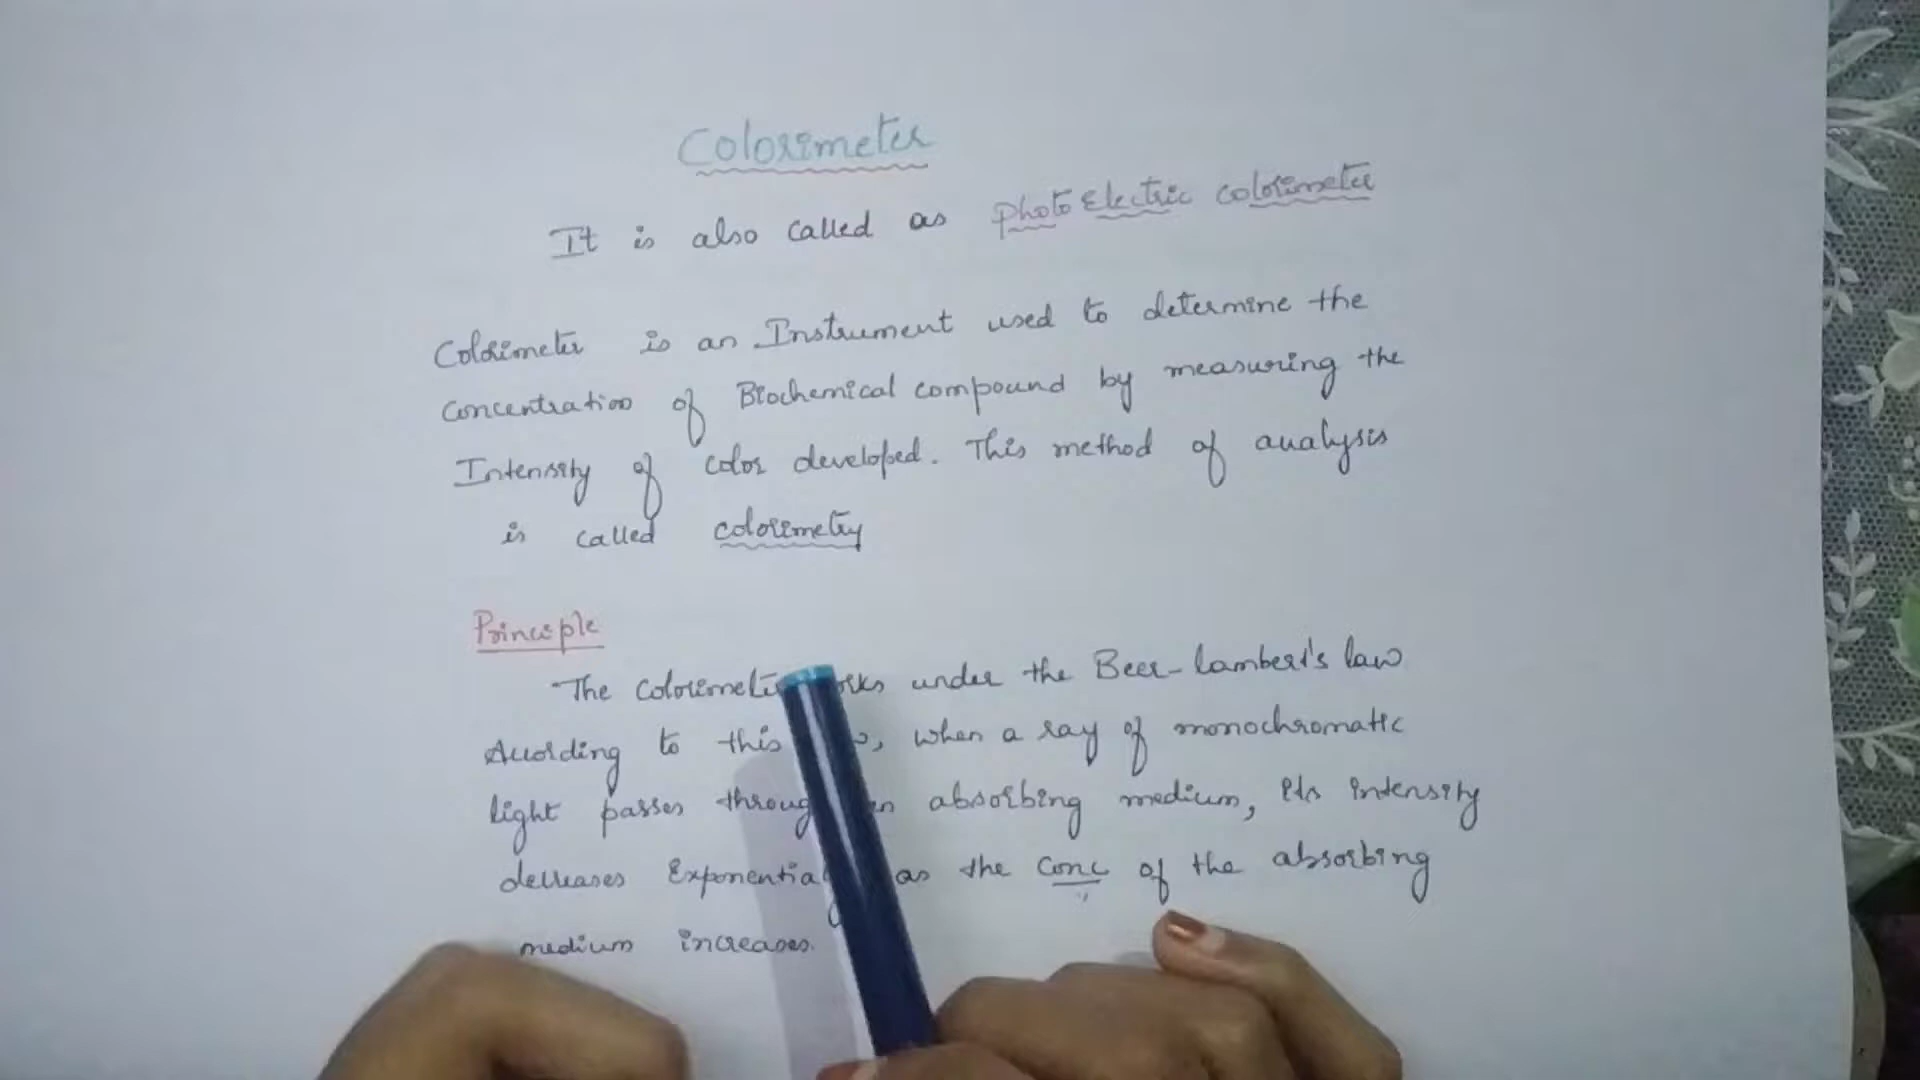 Colorimeter
It is also called as Photo Electric Colorimeter
Colorimeter is an Instrument used to determine the
Concentration of Biochemical compound by measuring the
Intensity of color developed. This method of analysis
is called colorimetry
Principle
The Colorimeter under the Beer-lambert's law
According to this, when a ray of monochromatic
light passes absorbing medium, its intensity
decreases as the Conc of the absorbing
medium increases.